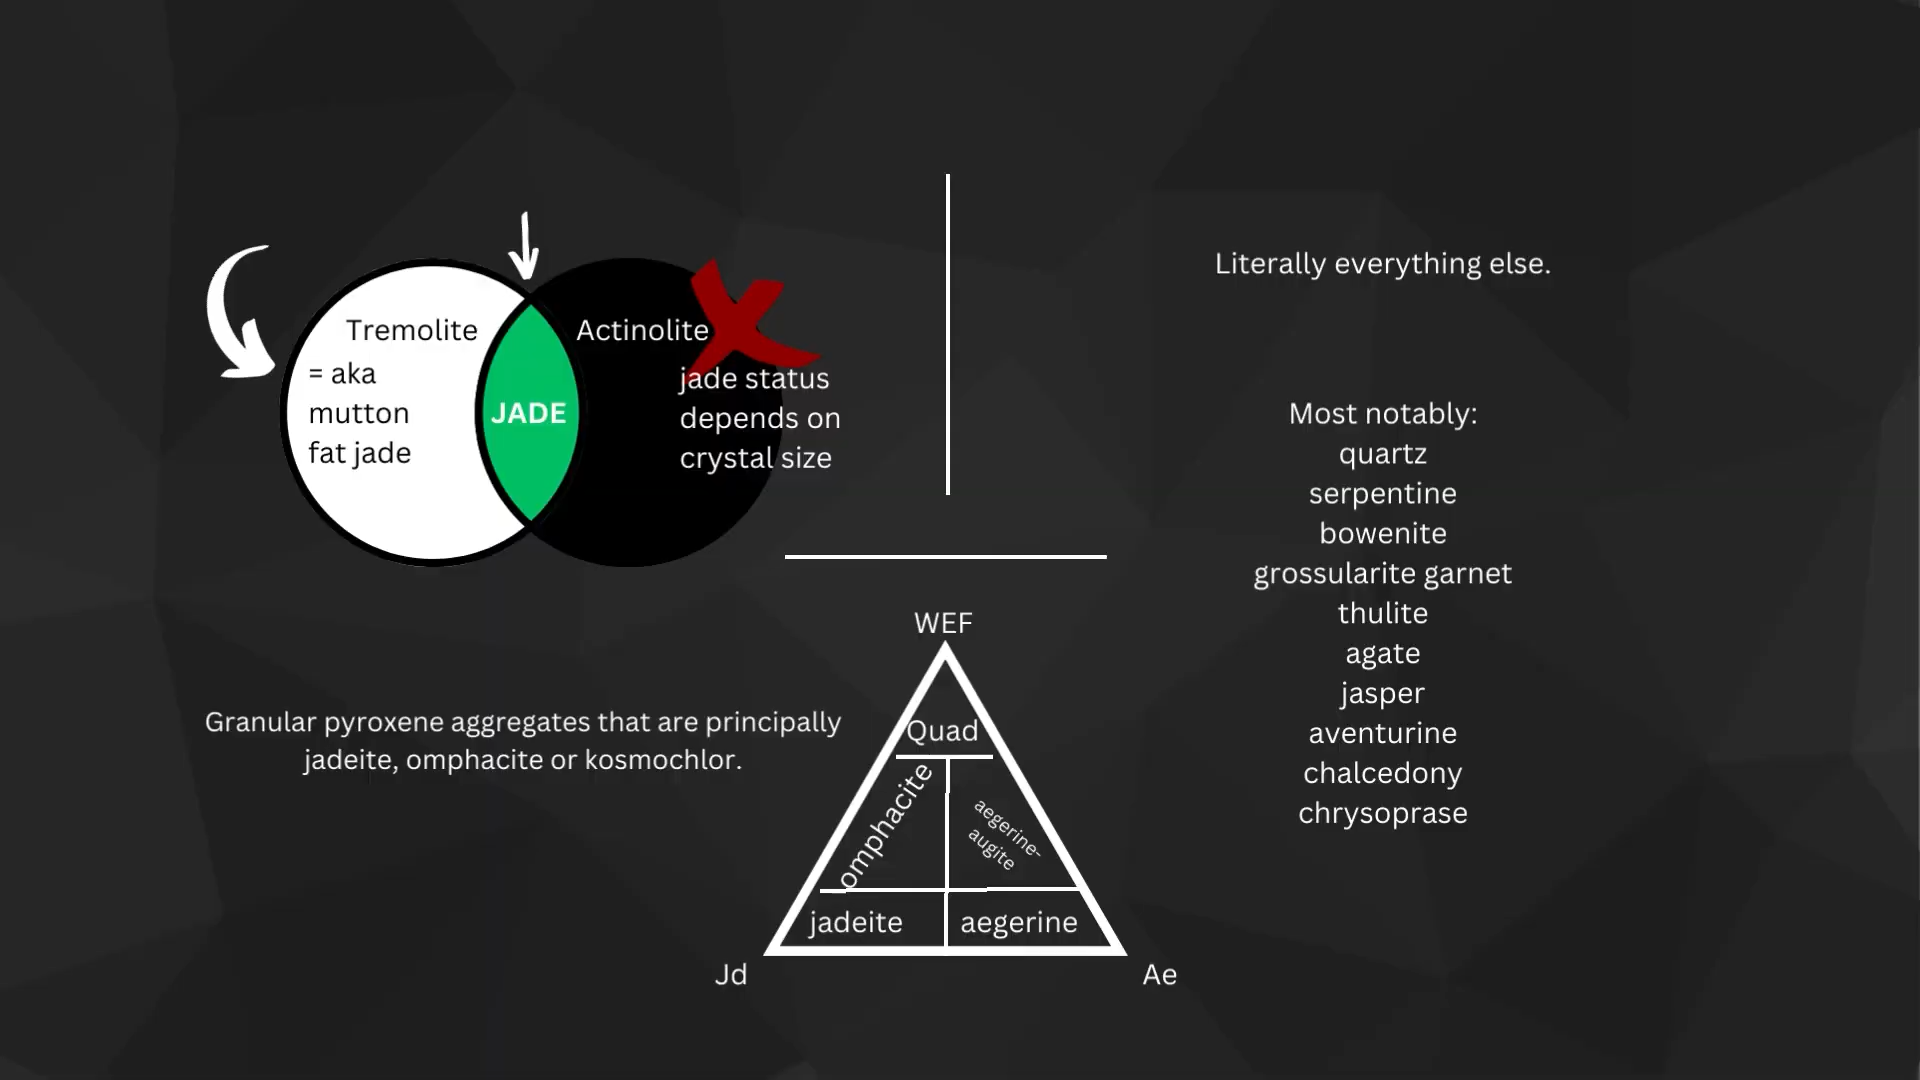 Tremolite
= aka
mutton
fat jade
JADE
Actinolite
jade status
depends on
crystal size
Literally everything else.
Most notably:
quartz
serpentine
bowenite
grossularite garnet
thulite
agate
jasper
aventurine
chalcedony
chrysoprase
Granular pyroxene aggregates that are principally
jadeite, omphacite or kosmochlor.
WEF
Quad
omphacite
aegerine-
augite
jadeite
aegerine
Jd
Ae